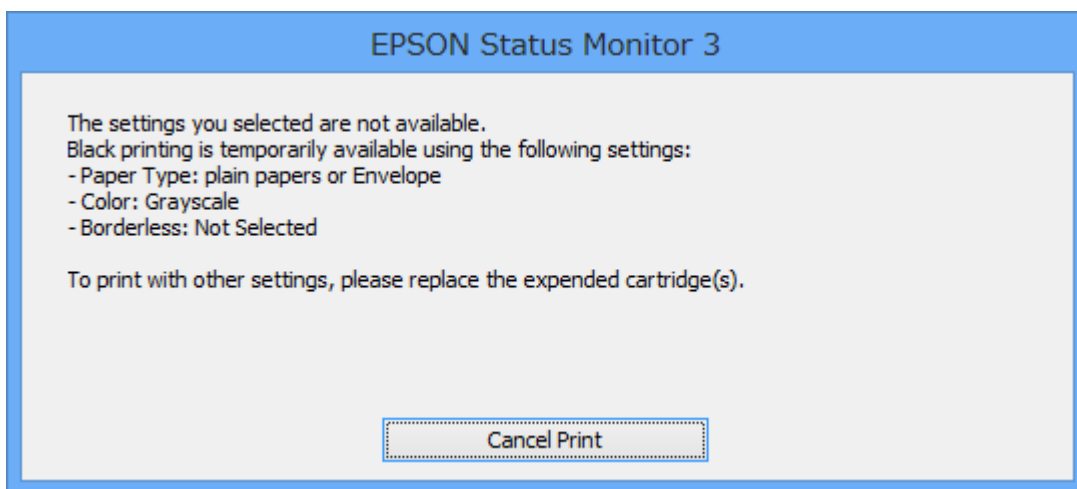 EPSON Status Monitor 3
The settings you selected are not available.
Black printing is temporarily available using the following settings:
- Paper Type: plain papers or Envelope
- Color: Grayscale
- Borderless: Not Selected
To print with other settings, please replace the expended cartridge(s).
Cancel Print